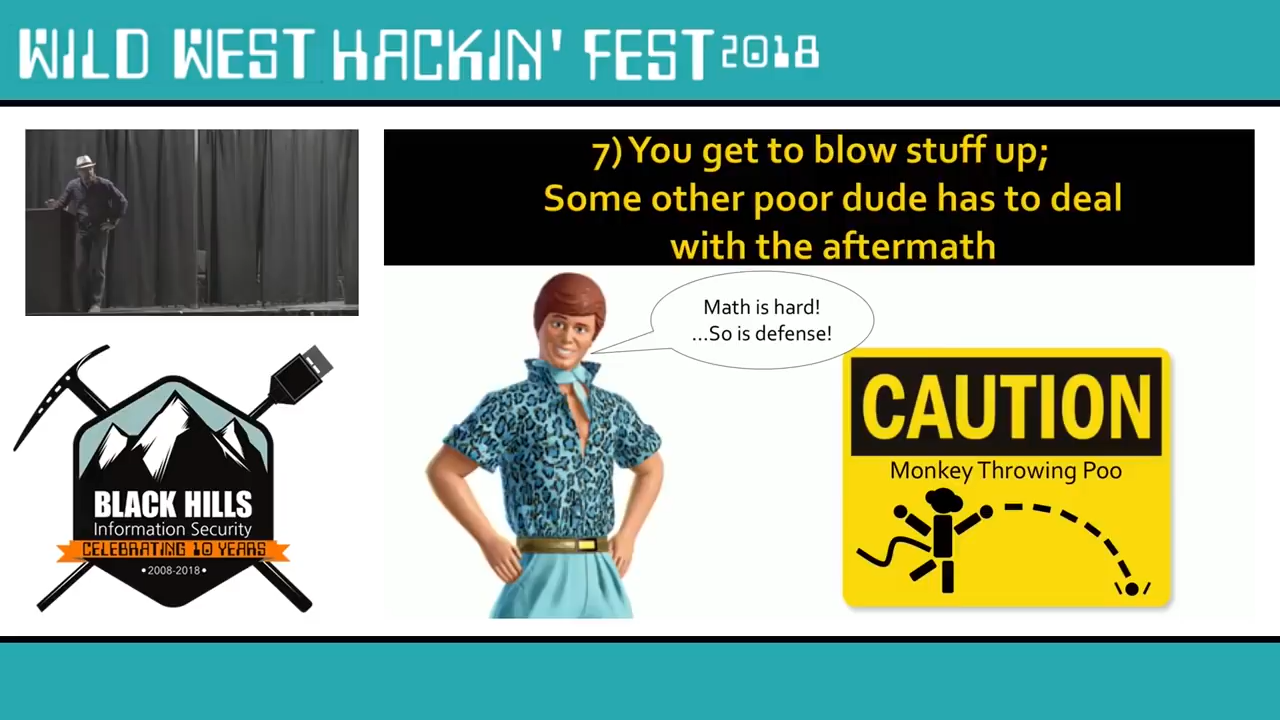 WILD WEST HACKIN' FEST 2018
7) You get to blow stuff up;
Some other poor dude has to deal
with the aftermath
Math is hard!
...So is defense!
CAUTION
Monkey Throwing Poo
BLACK HILLS
Information Security
CELEBRATING 10 YEARS
•2008-2018•